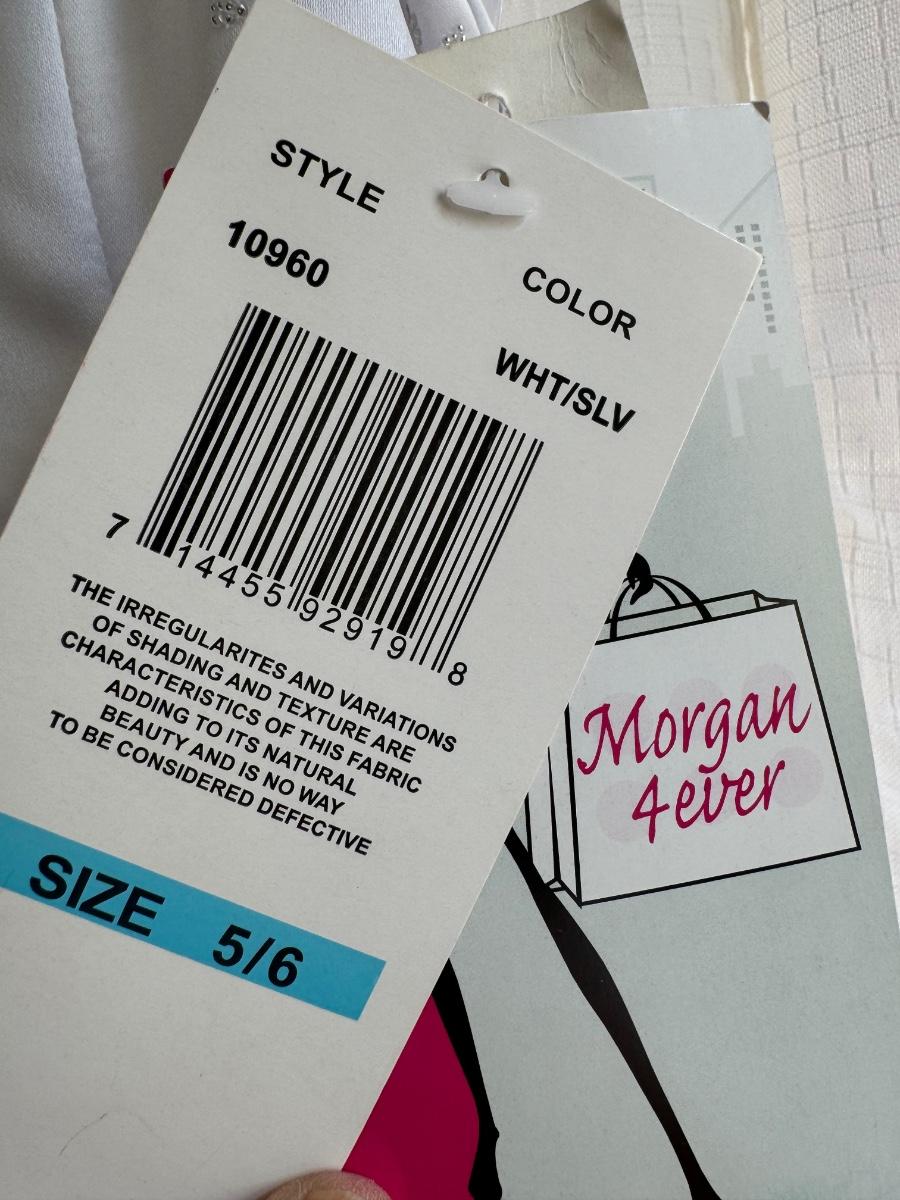 STYLE
10960
COLOR
WHT/SLV
7 14455 92919 8
THE IRREGULARITES AND VARIATIONS
OF SHADING AND TEXTURE ARE
CHARACTERISTICS OF THIS FABRIC
ADDING TO ITS NATURAL
BEAUTY AND IS NO WAY
TO BE CONSIDERED DEFECTIVE
SIZE 5/6
Morgan
4ever